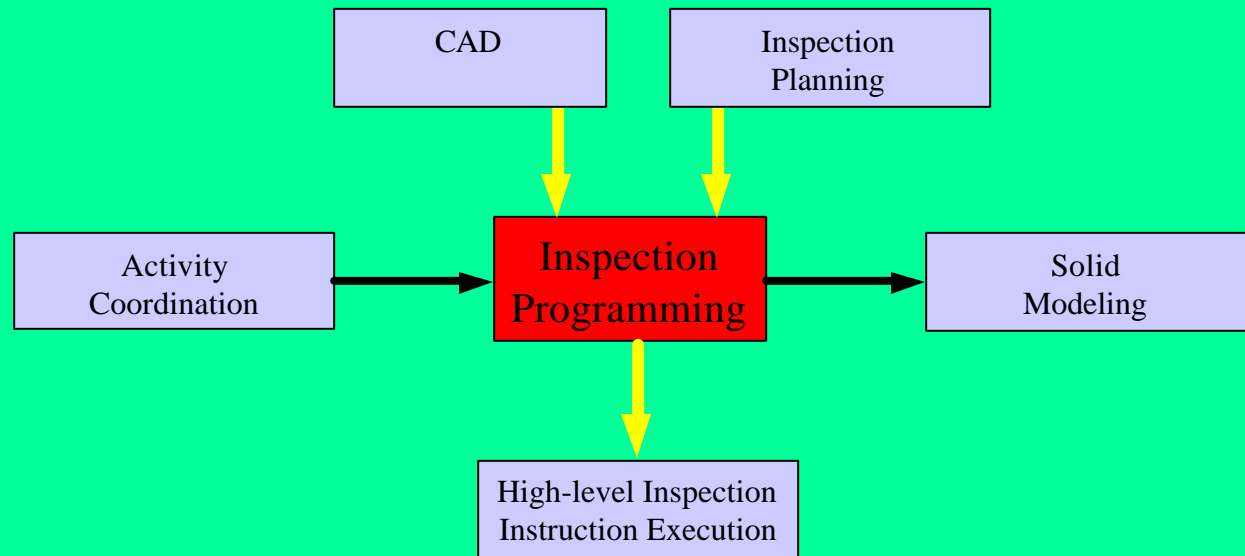 CAD
Inspection
Planning
Activity
Coordination
Inspection
Programming
Solid
Modeling
High-level Inspection
Instruction Execution